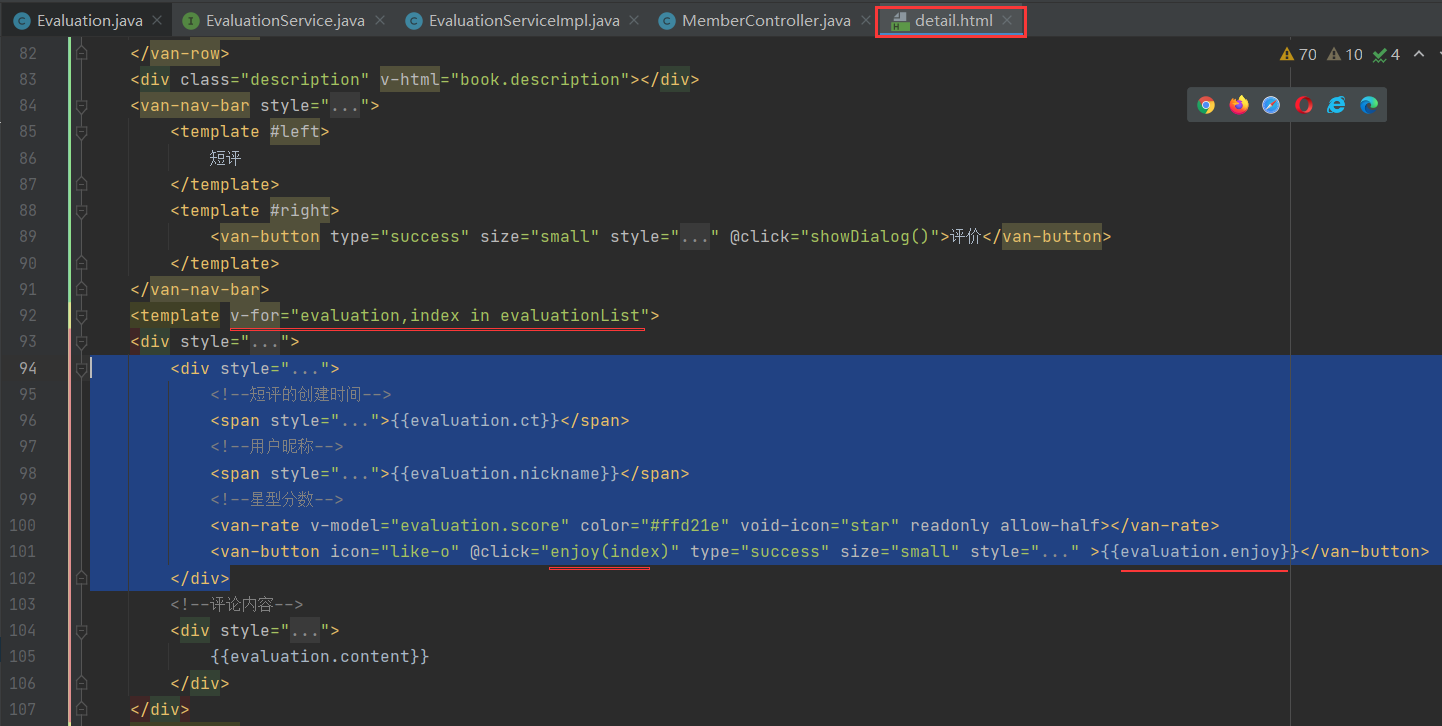 Evaluation.java EvaluationService.java EvaluationServiceImpl.java MemberController.java detail.html
70 10 4
82 </van-row>
83 <div class="description" v-html="book.description"></div>
84 <van-nav-bar style="...">
85 <template #left>
86 短评
87 </template>
88 <template #right>
89 <van-button type="success" size="small" style="..." @click="showDialog()">评价</van-button>
90 </template>
91 </van-nav-bar>
92 <template v-for="evaluation,index in evaluationList">
93 <div style="...">
94 <div style="...">
95 <!--短评的创建时间-->
96 <span style="...">{{evaluation.ct}}</span>
97 <!--用户昵称-->
98 <span style="...">{{evaluation.nickname}}</span>
99 <!--星型分数-->
100 <van-rate v-model="evaluation.score" color="#ffd21e" void-icon="star" readonly allow-half></van-rate>
101 <van-button icon="like-o" @click="enjoy(index)" type="success" size="small" style="..." >{{evaluation.enjoy}}</van-button>
102 </div>
103 <!--评论内容-->
104 <div style="...">
105 {{evaluation.content}}
106 </div>
107 </div>